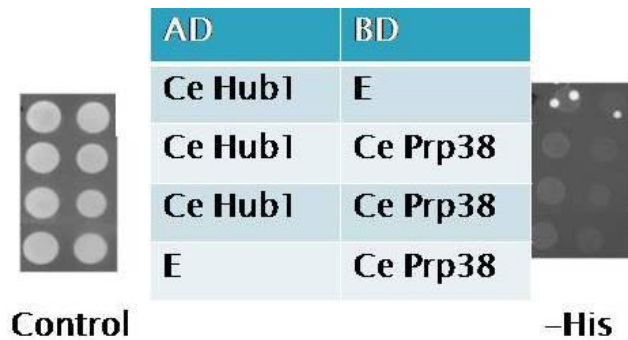 AD BD
Ce Hub1 E
Ce Hub1 Ce Prp38
Ce Hub1 Ce Prp38
E Ce Prp38
Control –His